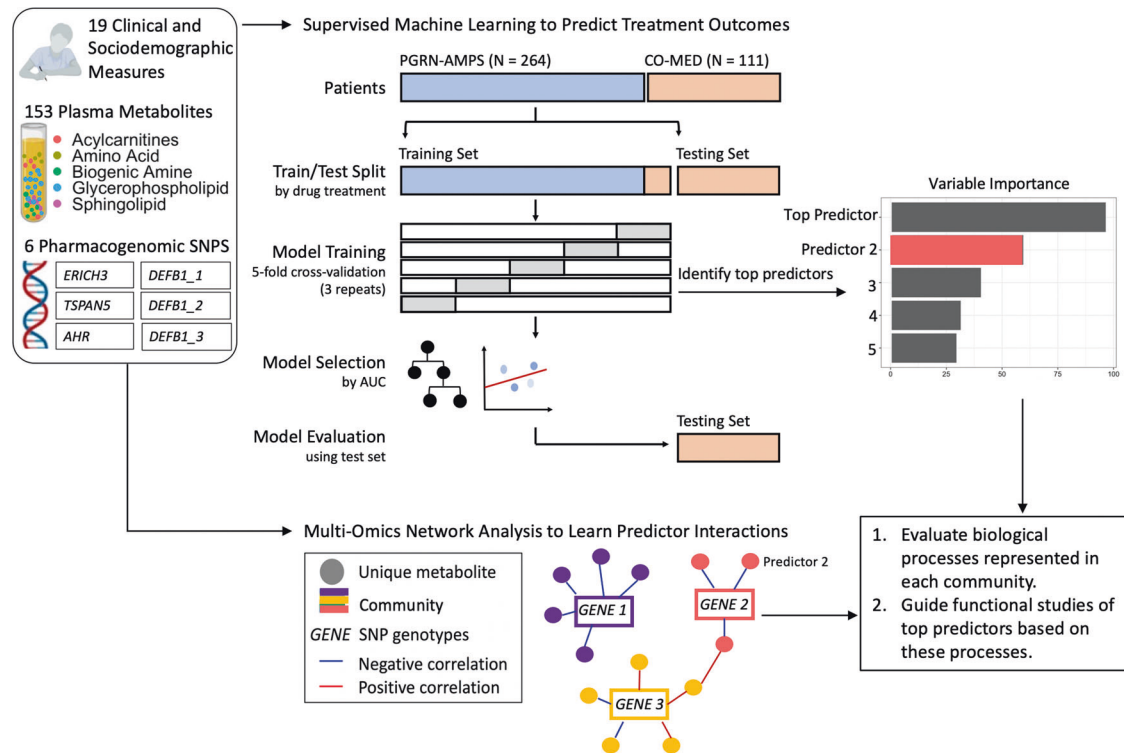 19 Clinical and
Sociodemographic
Measures
153 Plasma Metabolites
Acylcarnitines
Amino Acid
Biogenic Amine
Glycerophospholipid
Sphingolipid
6 Pharmacogenomic SNPS
ERICH3
DEFB1_1
TSPAN5
DEFB1_2
AHR
DEFB1_3
Supervised Machine Learning to Predict Treatment Outcomes
PGRN-AMPS (N = 264)
CO-MED (N = 111)
Patients
Training Set
Testing Set
Train/Test Split
by drug treatment
Model Training
5-fold cross-validation
(3 repeats)
Identify top predictors
Model Selection
by AUC
Testing Set
Model Evaluation
using test set
Variable Importance
Top Predictor
Predictor 2
3
4
5
0
25
50
75
100
Multi-Omics Network Analysis to Learn Predictor Interactions
Unique metabolite
Community
GENE SNP genotypes
Negative correlation
Positive correlation
GENE 1
Predictor 2
GENE 2
GENE 3
1. Evaluate biological
processes represented in
each community.
2. Guide functional studies of
top predictors based on
these processes.